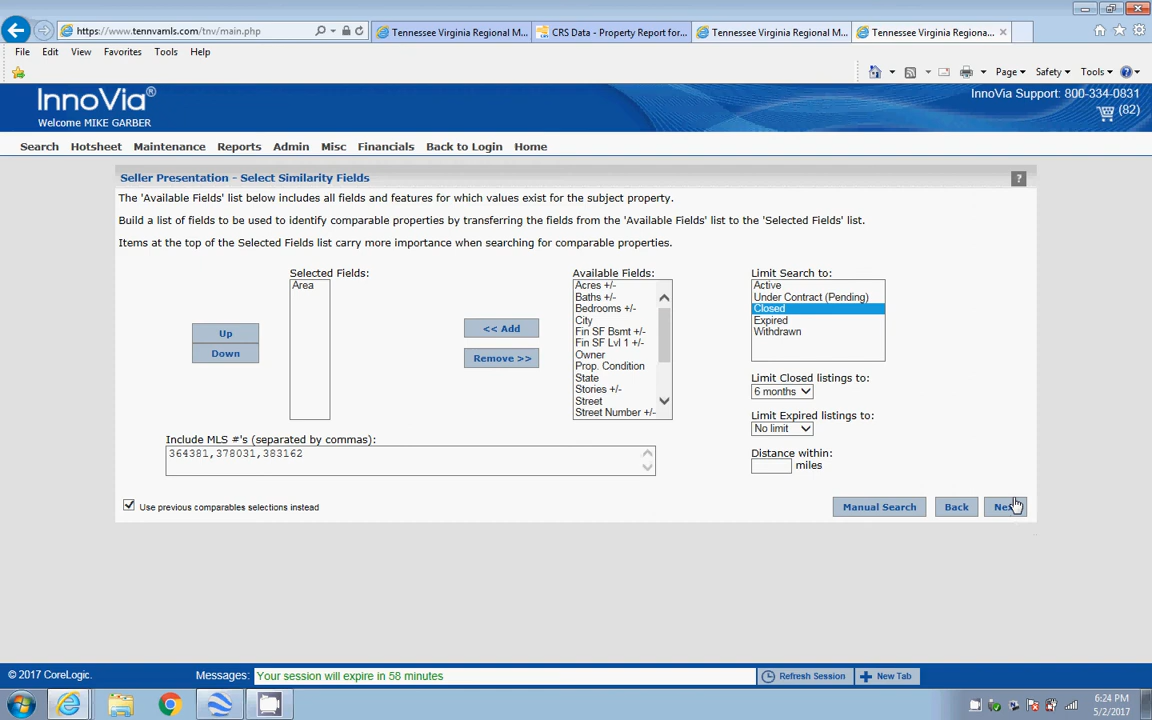 https://www.tennvamls.com/tnv/main.php
Tennessee Virginia Regional M...
CRS Data - Property Report for...
Tennessee Virginia Regional M...
Tennessee Virginia Regiona...
File Edit View Favorites Tools Help
Page Safety Tools
InnoVia®
InnoVia Support: 800-334-0831
Welcome MIKE GARBER
(82)
Search Hotsheet Maintenance Reports Admin Misc Financials Back to Login Home
Seller Presentation - Select Similarity Fields
?
The 'Available Fields' list below includes all fields and features for which values exist for the subject property.
Build a list of fields to be used to identify comparable properties by transferring the fields from the 'Available Fields' list to the 'Selected Fields' list.
Items at the top of the Selected Fields list carry more importance when searching for comparable properties.
Selected Fields:
Area
Up
Down
<< Add
Remove >>
Available Fields:
Acres +/-
Baths +/-
Bedrooms +/-
City
Fin SF Bsmt +/-
Fin SF Lvl 1 +/-
Owner
Prop. Condition
State
Stories +/-
Street
Street Number +/-
Limit Search to:
Active
Under Contract (Pending)
Closed
Expired
Withdrawn
Limit Closed listings to:
6 months
Limit Expired listings to:
No limit
Distance within:
miles
Include MLS #'s (separated by commas):
364381,378031,383162
Use previous comparables selections instead
Manual Search
Back
© 2017 CoreLogic.
Messages:
Your session will expire in 58 minutes
Refresh Session
New Tab
6:24 PM
5/2/2017